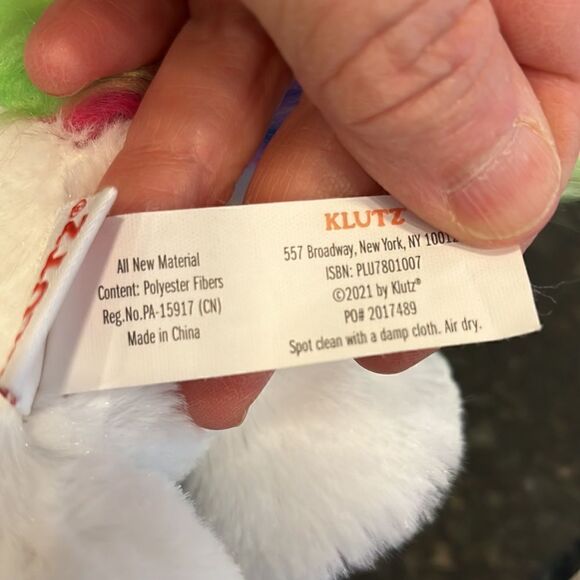 All New Material
Content: Polyester Fibers
Reg.No.PA-15917 (CN)
Made in China
KLUTZ
557 Broadway, New York, NY
ISBN: PLU7801007
©2021 by Klutz®
PO# 2017489
Spot clean with a damp cloth. Air dry.